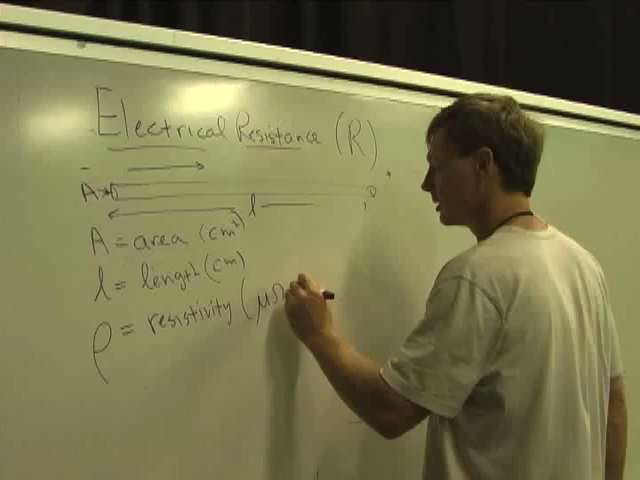 Electrical Resistance (R)
A
l
A = area (cm²)
l = length (cm)
ρ = resistivity (μΩ